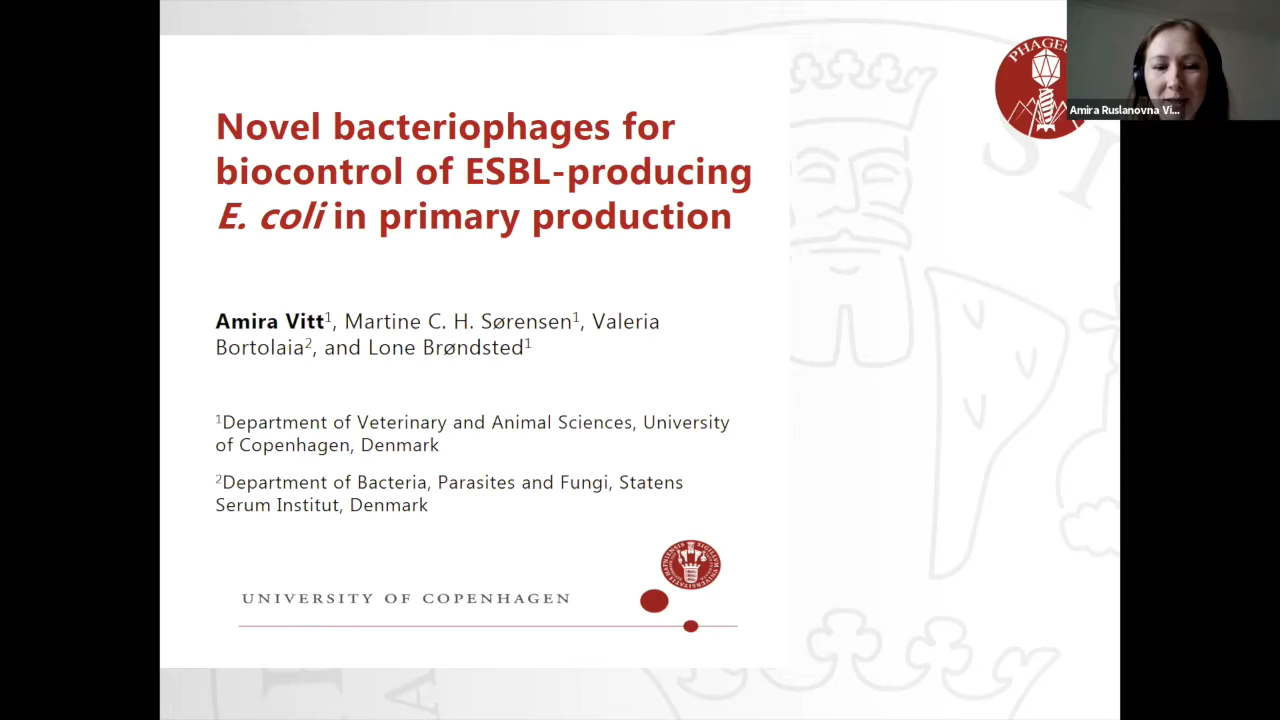 PHAGE
Amira Ruslanovna Vi...
Novel bacteriophages for
biocontrol of ESBL-producing
E. coli in primary production
Amira Vitt¹, Martine C. H. Sørensen¹, Valeria
Bortolaia², and Lone Brøndsted¹
¹Department of Veterinary and Animal Sciences, University
of Copenhagen, Denmark
²Department of Bacteria, Parasites and Fungi, Statens
Serum Institut, Denmark
UNIVERSITY OF COPENHAGEN